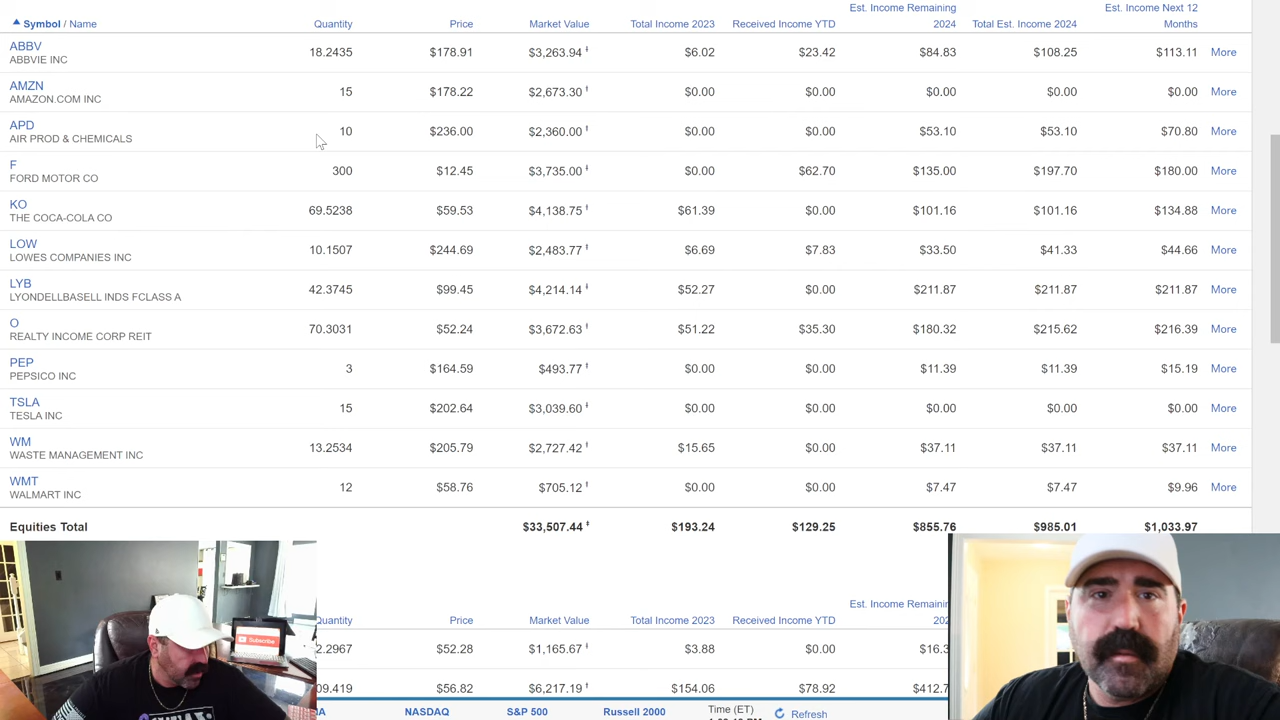 Est. Income Remaining Est. Income Next 12
Symbol / Name Quantity Price Market Value Total Income 2023 Received Income YTD 2024 Total Est. Income 2024 Months
ABBV 18.2435 $178.91 $3,263.94 ‡ $6.02 $23.42 $84.83 $108.25 $113.11 More
ABBVIE INC
AMZN 15 $178.22 $2,673.30 ‡ $0.00 $0.00 $0.00 $0.00 $0.00 More
AMAZON.COM INC
APD 10 $236.00 $2,360.00 ‡ $0.00 $0.00 $53.10 $53.10 $70.80 More
AIR PROD & CHEMICALS
F 300 $12.45 $3,735.00 ‡ $0.00 $62.70 $135.00 $197.70 $180.00 More
FORD MOTOR CO
KO 69.5238 $59.53 $4,138.75 ‡ $61.39 $0.00 $101.16 $101.16 $134.88 More
THE COCA-COLA CO
LOW 10.1507 $244.69 $2,483.77 ‡ $6.69 $7.83 $33.50 $41.33 $44.66 More
LOWES COMPANIES INC
LYB 42.3745 $99.45 $4,214.14 ‡ $52.27 $0.00 $211.87 $211.87 $211.87 More
LYONDELLBASELL INDS FCLASS A
O 70.3031 $52.24 $3,672.63 ‡ $51.22 $35.30 $180.32 $215.62 $216.39 More
REALTY INCOME CORP REIT
PEP 3 $164.59 $493.77 ‡ $0.00 $0.00 $11.39 $11.39 $15.19 More
PEPSICO INC
TSLA 15 $202.64 $3,039.60 ‡ $0.00 $0.00 $0.00 $0.00 $0.00 More
TESLA INC
WM 13.2534 $205.79 $2,727.42 ‡ $15.65 $0.00 $37.11 $37.11 $37.11 More
WASTE MANAGEMENT INC
WMT 12 $58.76 $705.12 ‡ $0.00 $0.00 $7.47 $7.47 $9.96 More
WALMART INC
Equities Total $33,507.44 ‡ $193.24 $129.25 $855.76 $985.01 $1,033.97
Est. Income Remainin
Quantity Price Market Value Total Income 2023 Received Income YTD 202
2.2967 $52.28 $1,165.67 ‡ $3.88 $0.00 $16.3
Subscribe
09.419 $56.82 $6,217.19 ‡ $154.06 $78.92 $412.7
NASDAQ S&P 500 Russell 2000 Time (ET) Refresh